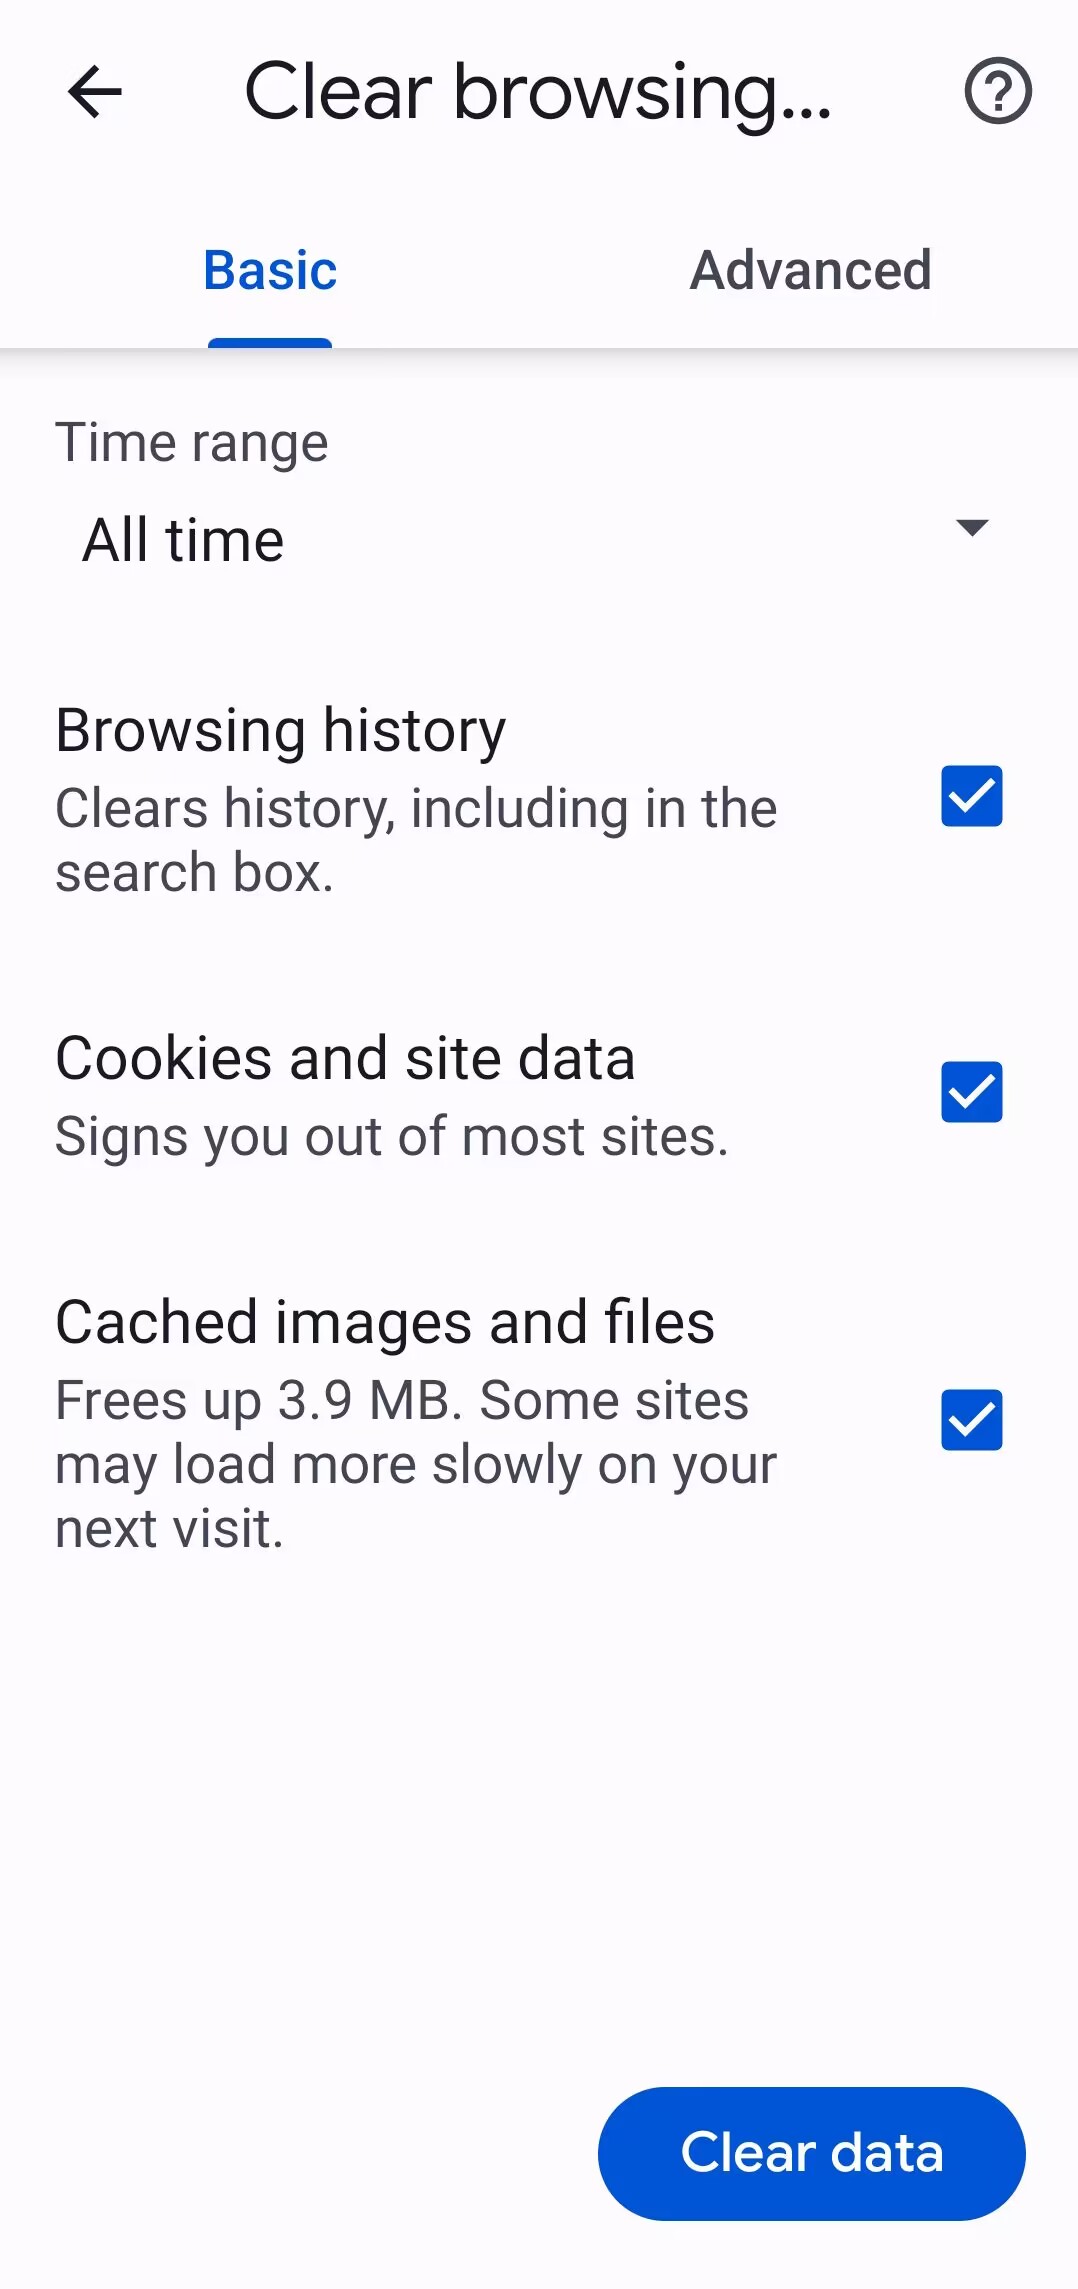 Clear browsing...
Basic
Advanced
Time range
All time
Browsing history
Clears history, including in the
search box.
Cookies and site data
Signs you out of most sites.
Cached images and files
Frees up 3.9 MB. Some sites
may load more slowly on your
next visit.
Clear data